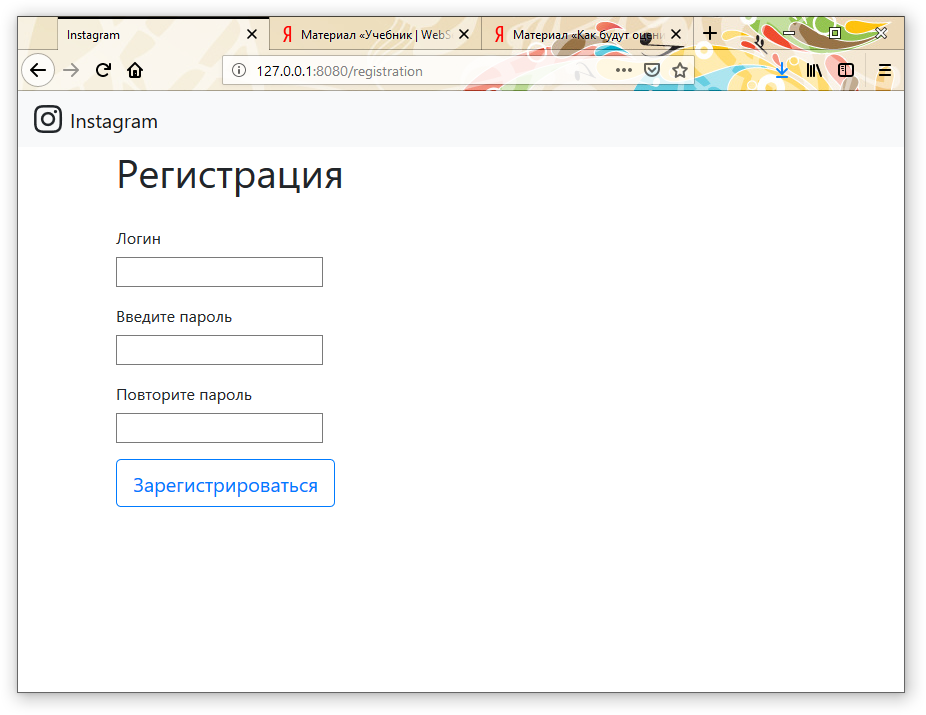 Instagram
Материал «Учебник | WebS
Материал «Как будут оцени
127.0.0.1:8080/registration
Instagram
Регистрация
Логин
Введите пароль
Повторите пароль
Зарегистрироваться